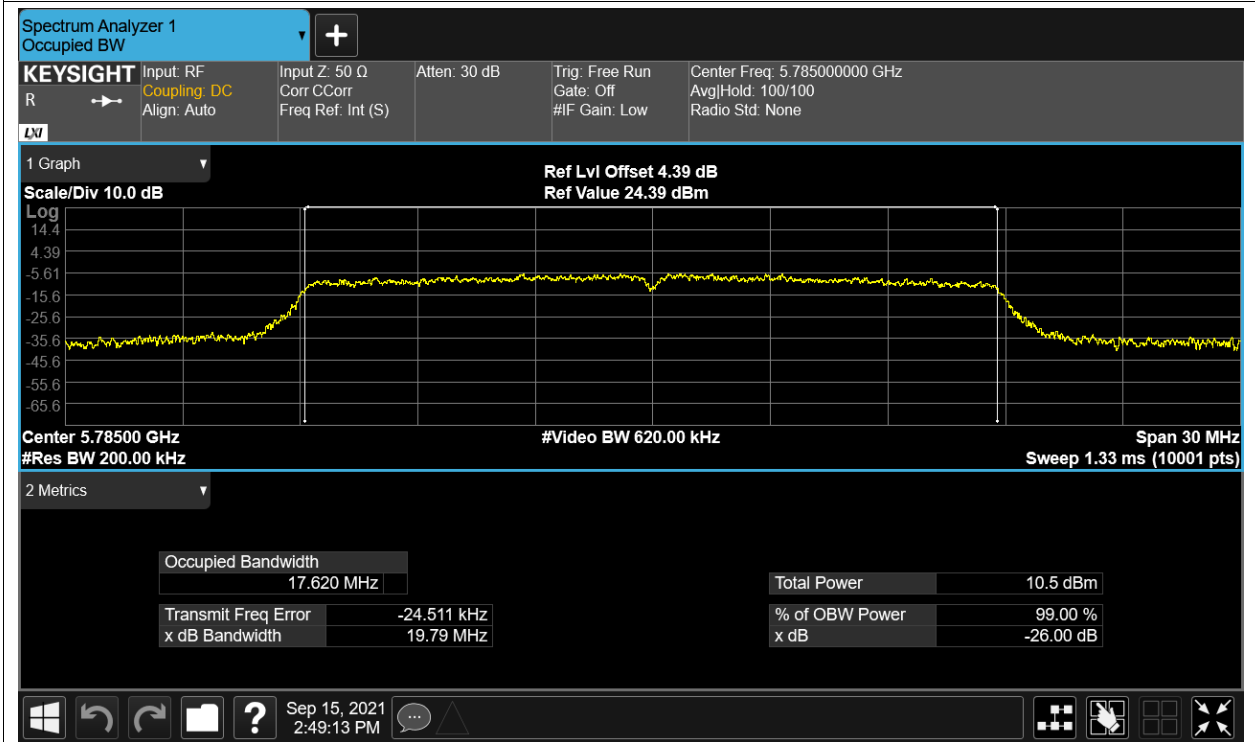 Spectrum Analyzer 1
Occupied BW
KEYSIGHT Input: RF Input Z: 50 Ω Atten: 30 dB Trig: Free Run Center Freq: 5.785000000 GHz
R Coupling: DC Corr CCorr Gate: Off Avg|Hold: 100/100
Align: Auto Freq Ref: Int (S) #IF Gain: Low Radio Std: None
LXI
1 Graph
Ref Lvl Offset 4.39 dB
Scale/Div 10.0 dB Ref Value 24.39 dBm
Log
14.4
4.39
-5.61
-15.6
-25.6
-35.6
-45.6
-55.6
-65.6
Center 5.78500 GHz #Video BW 620.00 kHz Span 30 MHz
#Res BW 200.00 kHz Sweep 1.33 ms (10001 pts)
2 Metrics
Occupied Bandwidth
17.620 MHz Total Power 10.5 dBm
Transmit Freq Error -24.511 kHz % of OBW Power 99.00 %
x dB Bandwidth 19.79 MHz x dB -26.00 dB
? Sep 15, 2021
2:49:13 PM